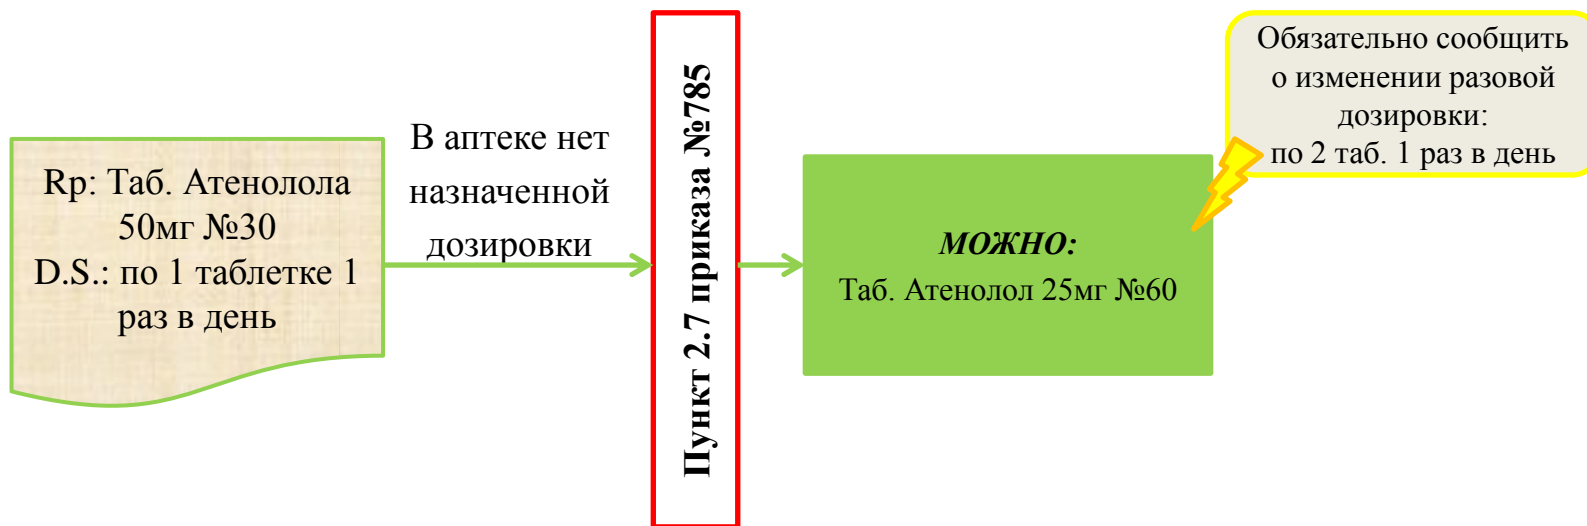 Rp: Таб. Атенолола
50мг №30
D.S.: по 1 таблетке 1
раз в день
В аптеке нет
назначенной
дозировки
Пункт 2.7 приказа №785
МОЖНО:
Таб. Атенолол 25мг №60
Обязательно сообщить
о изменении разовой
дозировки:
по 2 таб. 1 раз в день